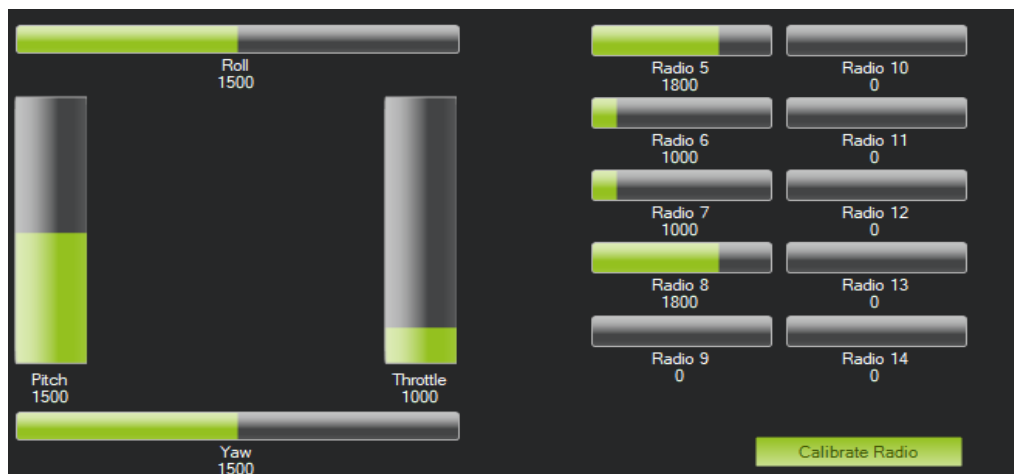 Roll
1500
Pitch
1500
Throttle
1000
Yaw
1500
Radio 5
1800
Radio 6
1000
Radio 7
1000
Radio 8
1800
Radio 9
0
Radio 10
0
Radio 11
0
Radio 12
0
Radio 13
0
Radio 14
0
Calibrate Radio